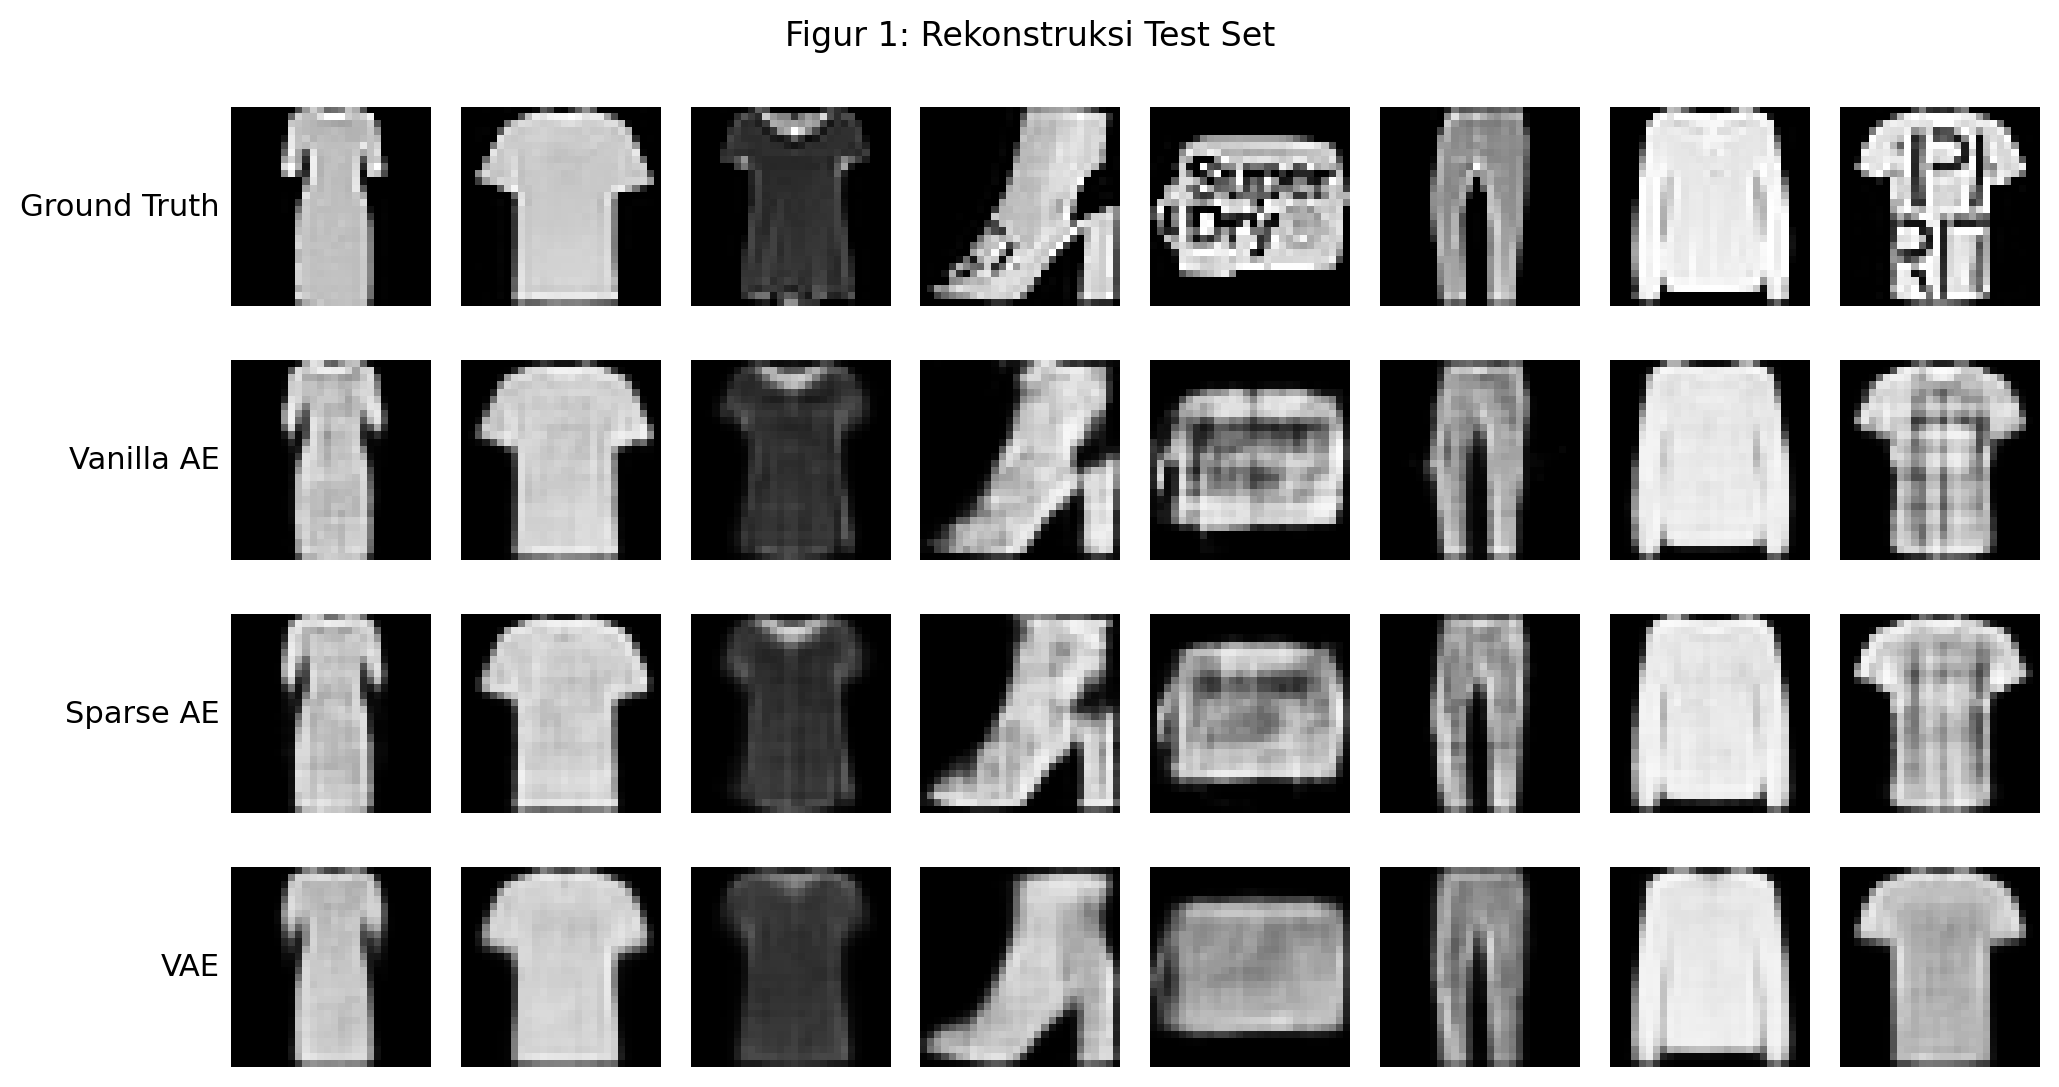 Figur 1: Rekonstruksi Test Set
Ground Truth
Super
Dry
Vanilla AE
Sparse AE
VAE